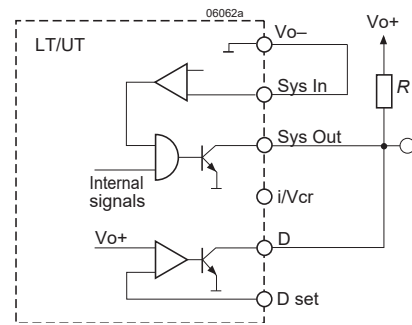 06062a
Vo–
Vo+
LT/UT
Sys In
R
Sys Out
Internal
signals
i/Vcr
Vo+
D
D set